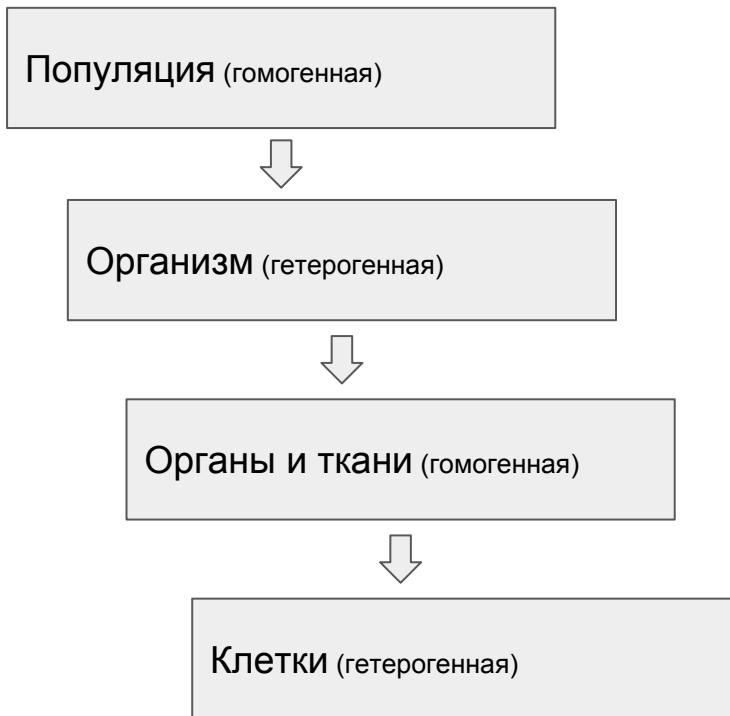 Популяция (гомогенная)
Организм (гетерогенная)
Органы и ткани (гомогенная)
Клетки (гетерогенная)